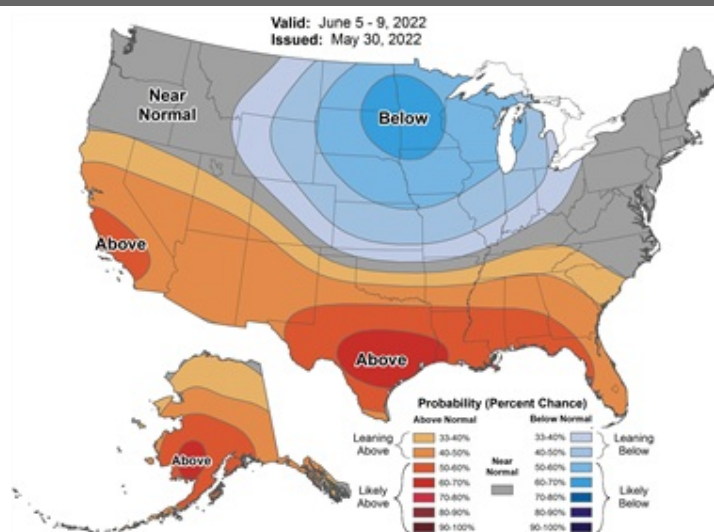 Valid: June 5 - 9, 2022
Issued: May 30, 2022
Near
Normal
Below
Above
Above
Above
Probability (Percent Chance)
Above Normal
Below Normal
Leaning
Above
33-40%
40-50%
33-40%
40-50%
Leaning
Below
Likely
Above
50-60%
60-70%
70-80%
80-90%
90-100%
Near
Normal
50-60%
60-70%
70-80%
80-90%
90-100%
Likely
Below